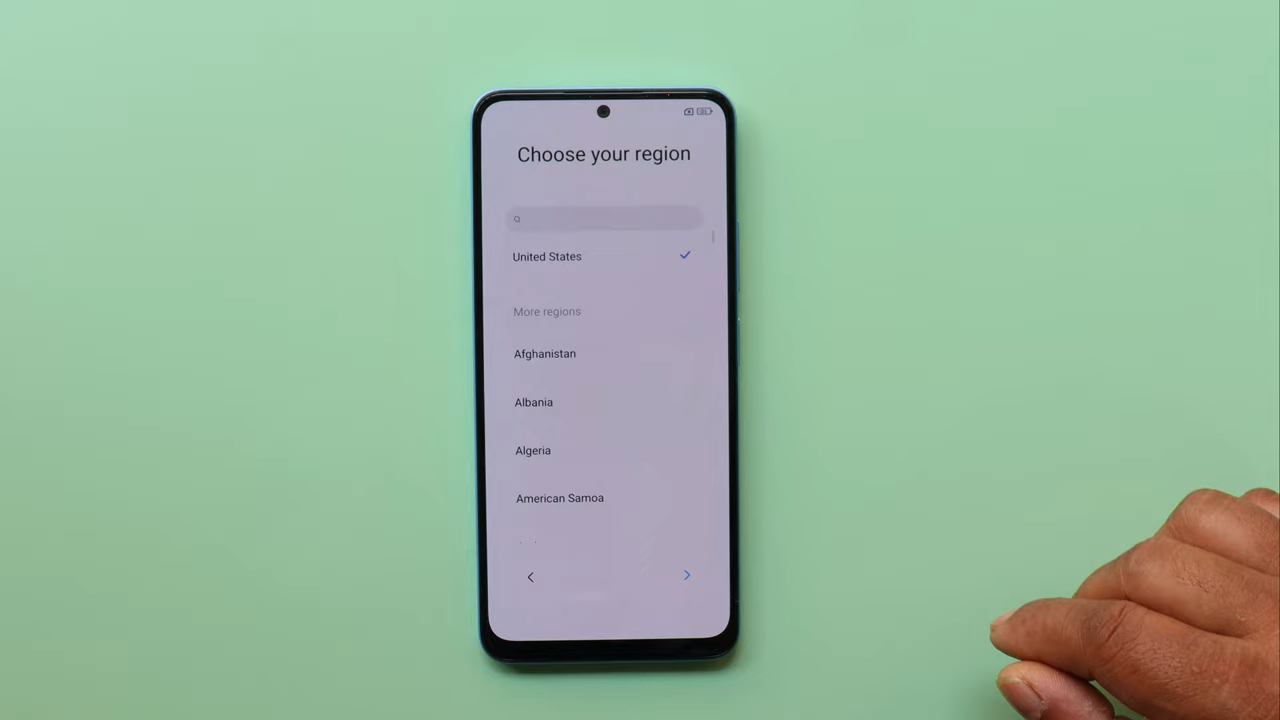 Choose your region
United States
More regions
Afghanistan
Albania
Algeria
American Samoa